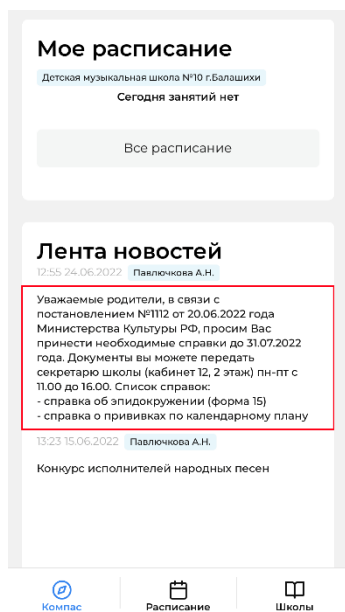 Мое расписание
Детская музыкальная школа №10 г.Балашихи
Сегодня занятий нет
Все расписание
Лента новостей
12:55 24.06.2022 Павлючкова А.Н.
Уважаемые родители, в связи с
постановлением №1112 от 20.06.2022 года
Министерства Культуры РФ, просим Вас
принести необходимые справки до 31.07.2022
года. Документы вы можете передать
секретарю школы (кабинет 12, 2 этаж) пн-пт с
11.00 до 16.00. Список справок:
- справка об эпидокружении (форма 15)
- справка о прививках по календарному плану
13:23 15.06.2022 Павлючкова А.Н.
Конкурс исполнителей народных песен
Компас Расписание Школы